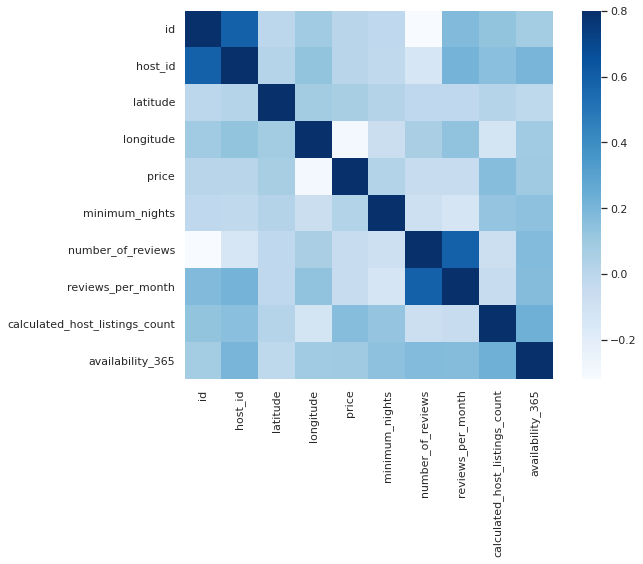 id
host_id
latitude
longitude
price
minimum_nights
number_of_reviews
reviews_per_month
calculated_host_listings_count
availability_365
id
host_id
latitude
longitude
price
minimum_nights
number_of_reviews
reviews_per_month
calculated_host_listings_count
availability_365
0.8
0.6
0.4
0.2
0.0
−0.2